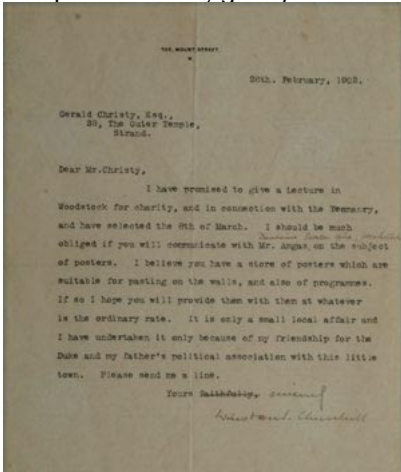 105, MOUNT STREET,
W.
26th. February, 1902.
Gerald Christy, Esq.,
28, The Outer Temple,
Strand.
Dear Mr.Christy,
I have promised to give a lecture in
Woodstock for charity, and in connection with the Yeomanry,
and have selected the 8th of March. I should be much
obliged if you will communicate with Mr. Angas, on the subject
of posters. I believe you have a store of posters which are
suitable for pasting on the walls, and also of programmes.
If so I hope you will provide them with them at whatever
is the ordinary rate. It is only a small local affair and
I have undertaken it only because of my friendship for the
Duke and my father's political association with this little
town. Please send me a line.
Yours Faithfully, sincerely
Winston S. Churchill